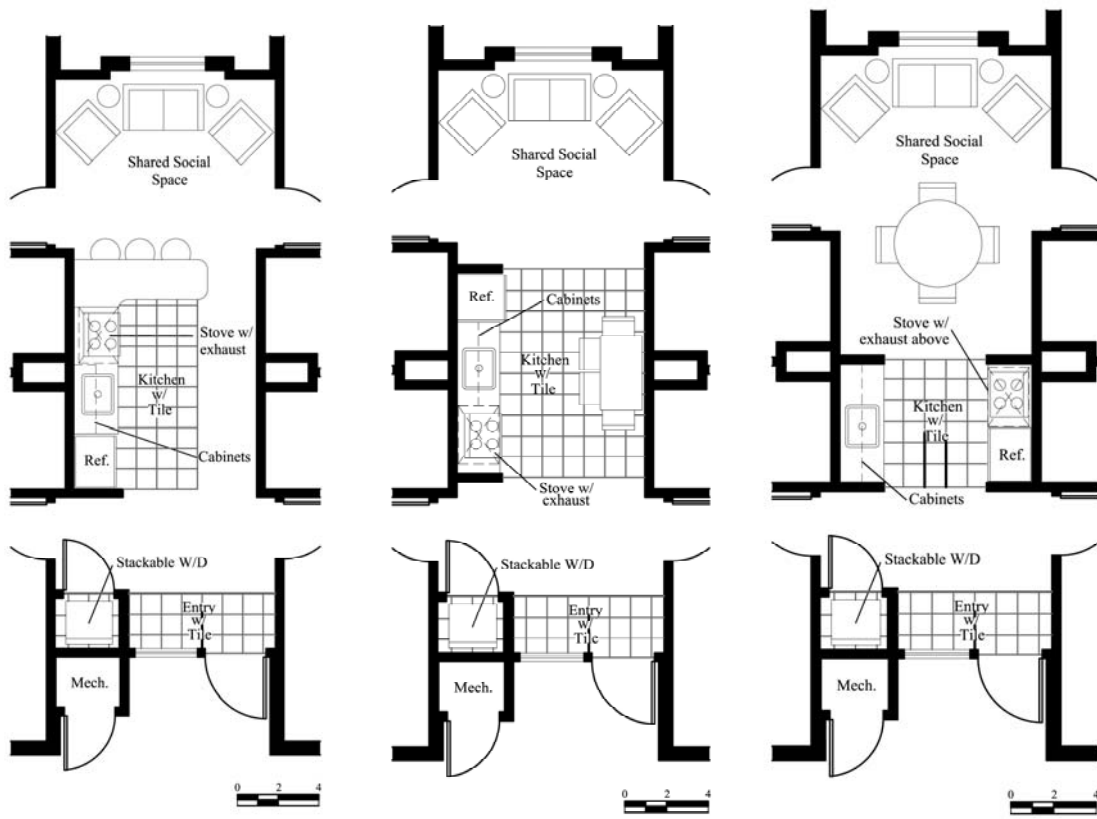 Shared Social
Space
Stove w/
exhaust
Kitchen
w/
Tile
Ref.
Cabinets
Stackable W/D
Entry
w/
Tile
Mech.
0 2 4
Shared Social
Space
Ref.
Cabinets
Kitchen
w/
Tile
Stove w/
exhaust
Stackable W/D
Entry
w/
Tile
Mech.
0 2 4
Shared Social
Space
Stove w/
exhaust above
Kitchen
w/
Tile
Ref.
Cabinets
Stackable W/D
Entry
w/
Tile
Mech.
0 2 4